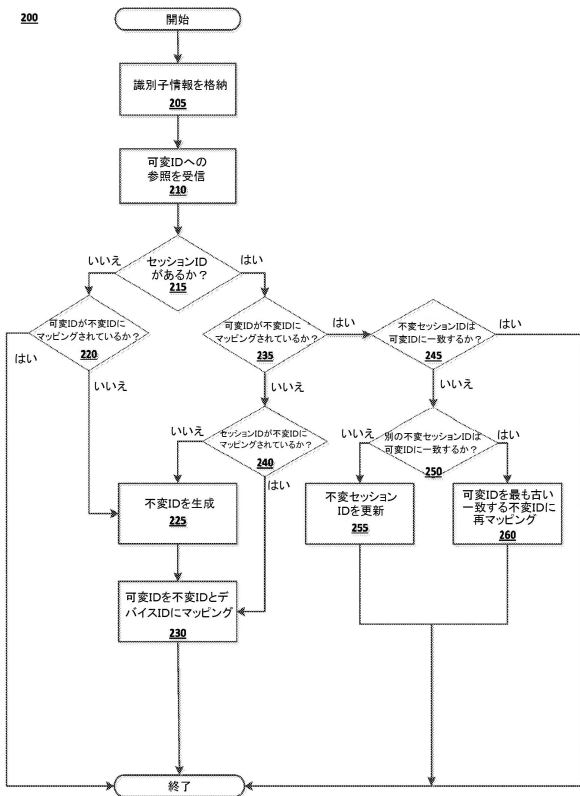 200
開始
識別子情報を格納
205
可変IDへの
参照を受信
210
いいえ
セッションID
があるか？
215
はい
可変IDが不変IDに
マッピングされているか？
220
はい
いいえ
可変IDが不変IDに
マッピングされているか？
235
はい
いいえ
不変セッションIDは
可変IDに一致するか？
245
はい
いいえ
いいえ
セッションIDが不変IDに
マッピングされているか？
240
はい
いいえ
別の不変セッションIDは
可変IDに一致するか？
250
はい
不変IDを生成
225
不変セッション
IDを更新
255
可変IDを最も古い
一致する不変IDに
再マッピング
260
可変IDを不変IDとデ
バイスIDにマッピング
230
終了